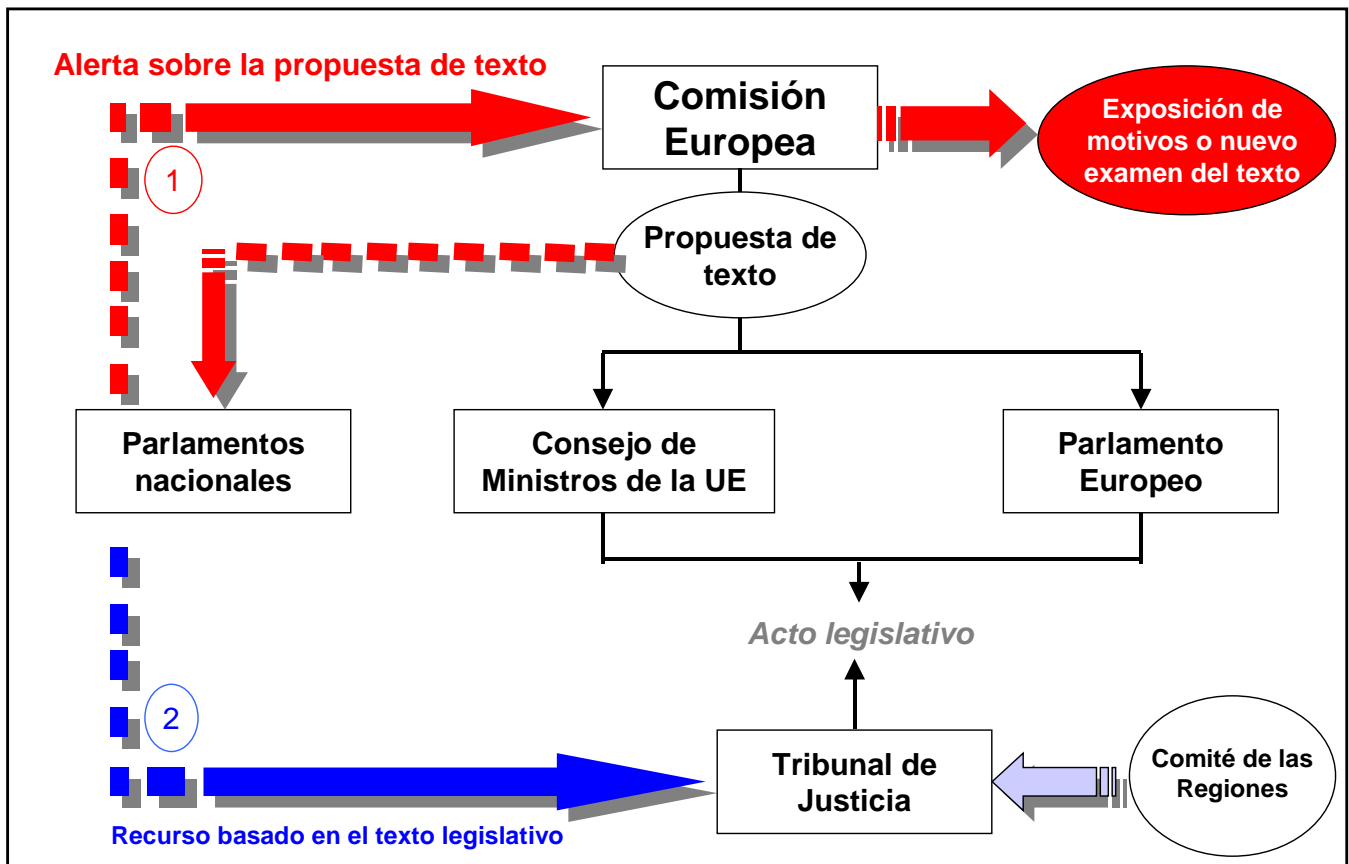 Alerta sobre la propuesta de texto
Comisión
Europea
Exposición de
motivos o nuevo
examen del texto
1
Propuesta de
texto
Parlamentos
nacionales
Consejo de
Ministros de la UE
Parlamento
Europeo
Acto legislativo
2
Tribunal de
Justicia
Comité de las
Regiones
Recurso basado en el texto legislativo